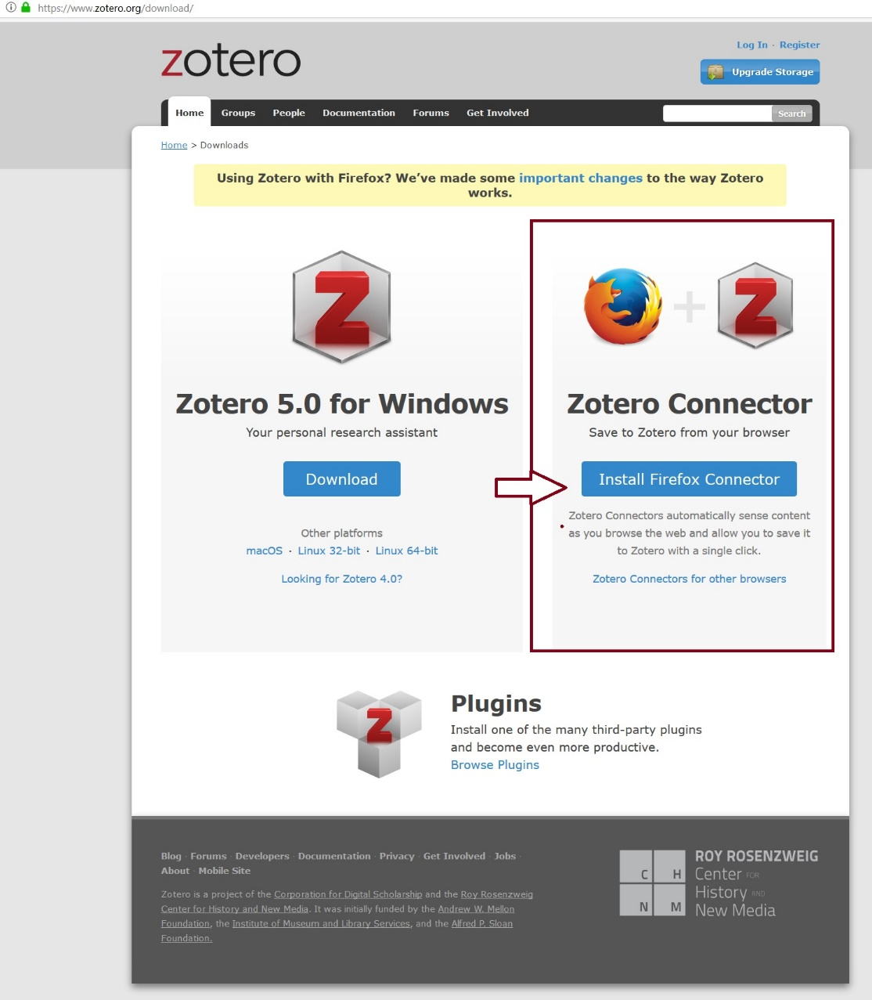 https://www.zotero.org/download/
zotero
Log In · Register
Upgrade Storage
Home Groups People Documentation Forums Get Involved Search
Home > Downloads
Using Zotero with Firefox? We’ve made some important changes to the way Zotero
works.
Z
Z
Zotero 5.0 for Windows
Your personal research assistant
Download
Other platforms
macOS · Linux 32-bit · Linux 64-bit
Looking for Zotero 4.0?
Zotero Connector
Save to Zotero from your browser
Install Firefox Connector
Zotero Connectors automatically sense content
as you browse the web and allow you to save it
to Zotero with a single click.
Zotero Connectors for other browsers
Z
Plugins
Install one of the many third-party plugins
and become even more productive.
Browse Plugins
Blog · Forums · Developers · Documentation · Privacy · Get Involved · Jobs ·
About · Mobile Site
Zotero is a project of the Corporation for Digital Scholarship and the Roy Rosenzweig
Center for History and New Media. It was initially funded by the Andrew W. Mellon
Foundation, the Institute of Museum and Library Services, and the Alfred P. Sloan
Foundation.
C H
N M
ROY ROSENZWEIG
Center FOR
History AND
New Media